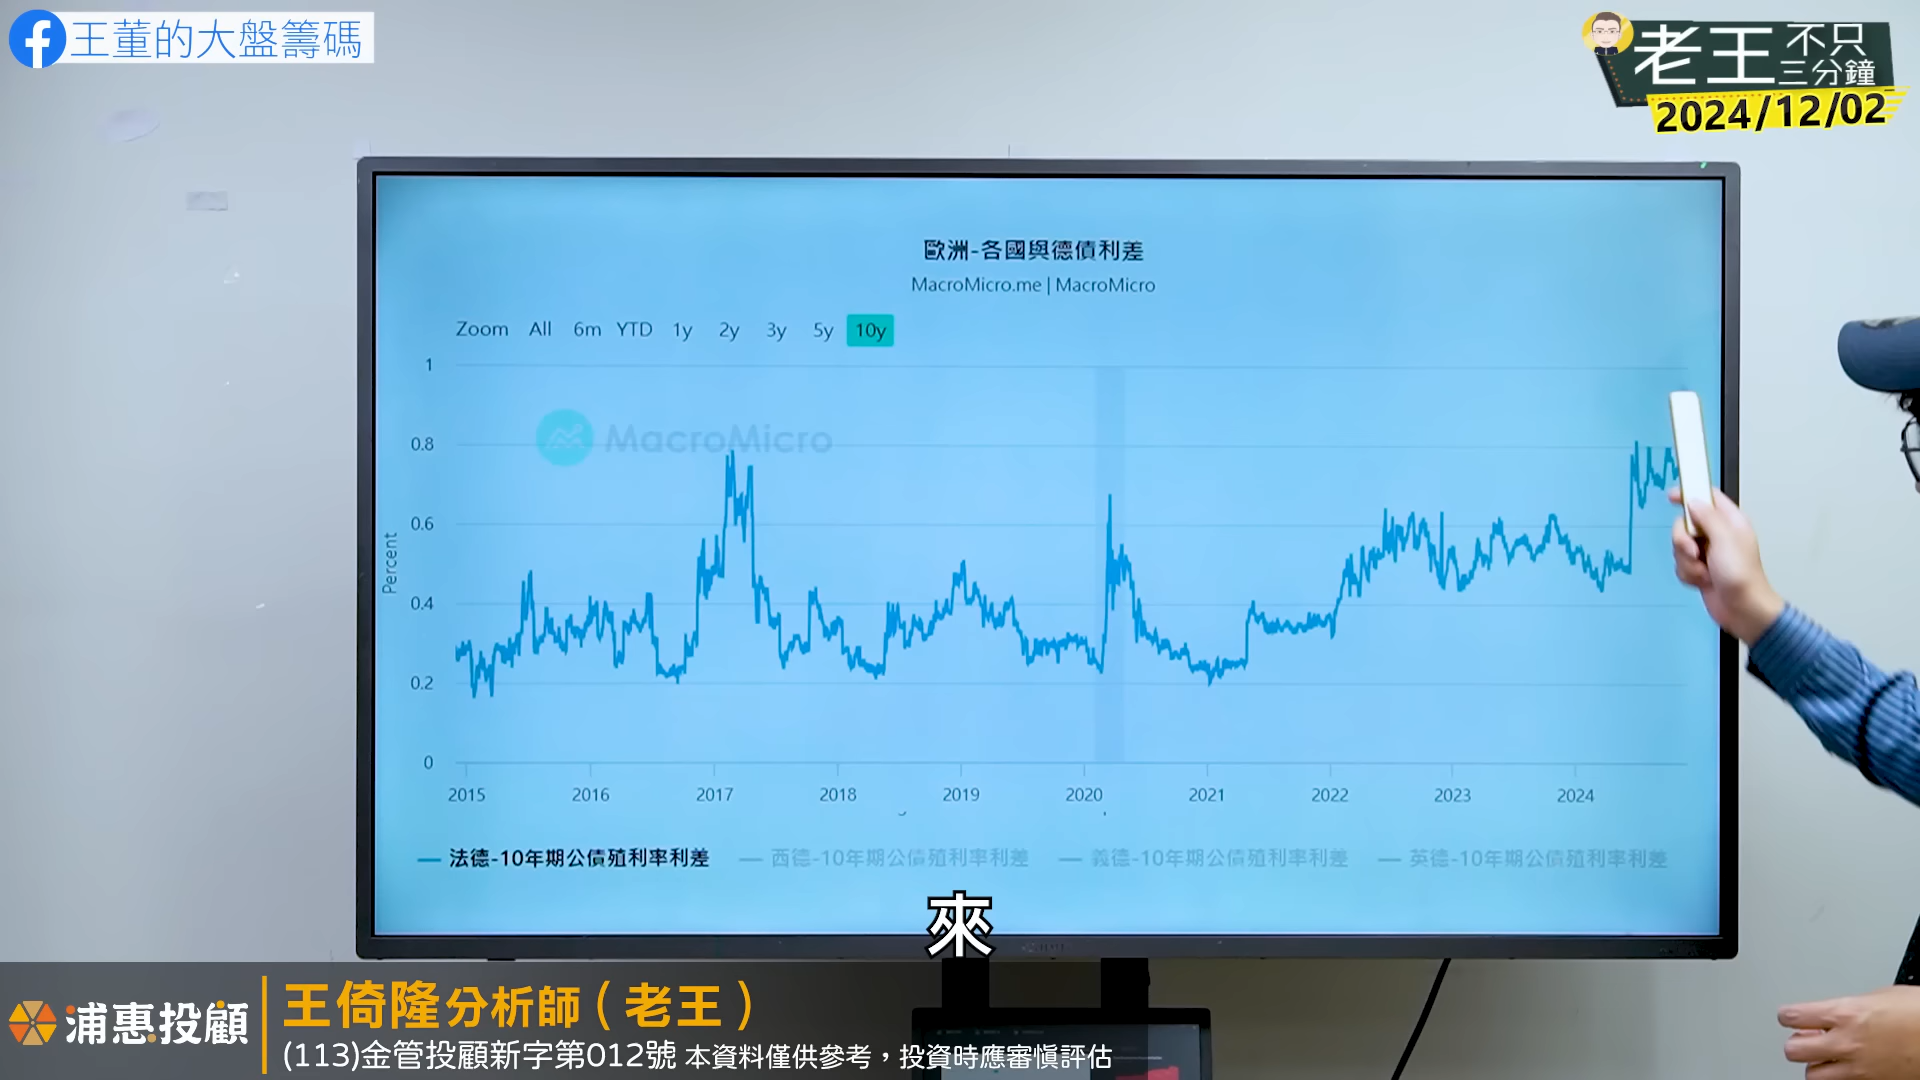 王董的大盤籌碼
老王不只三分鐘
2024/12/02
歐洲-各國與德債利差
MacroMicro.me | MacroMicro
Zoom All 6m YTD 1y 2y 3y 5y 10y
MacroMicro
Percent
1
0.8
0.6
0.4
0.2
0
2015 2016 2017 2018 2019 2020 2021 2022 2023 2024
法德-10年期公債殖利率利差 西德-10年期公債殖利率利差 義德-10年期公債殖利率利差 英德-10年期公債殖利率利差
來
浦惠投顧
王倚隆分析師(老王)
(113)金管投顧新字第012號 本資料僅供參考,投資時應審慎評估